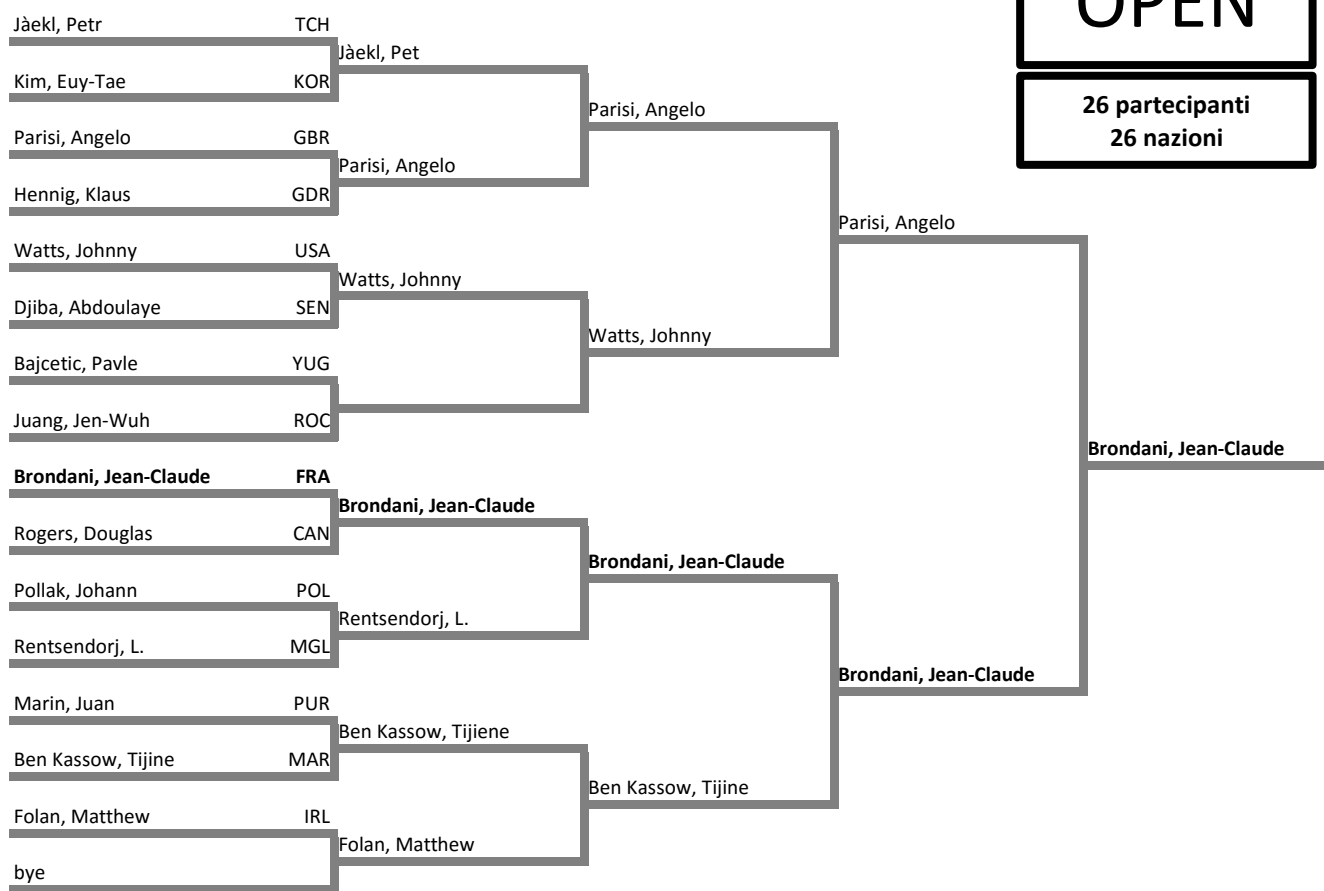 OPEN
26 partecipanti
26 nazioni
Jàekl, Petr TCH
Jàekl, Pet
Kim, Euy-Tae KOR
Parisi, Angelo
Parisi, Angelo GBR
Parisi, Angelo
Hennig, Klaus GDR
Parisi, Angelo
Watts, Johnny USA
Watts, Johnny
Djiba, Abdoulaye SEN
Watts, Johnny
Bajcetic, Pavle YUG
Juang, Jen-Wuh ROC
Brondani, Jean-Claude
Brondani, Jean-Claude FRA
Brondani, Jean-Claude
Rogers, Douglas CAN
Brondani, Jean-Claude
Pollak, Johann POL
Rentsendorj, L.
Rentsendorj, L. MGL
Brondani, Jean-Claude
Marin, Juan PUR
Ben Kassow, Tijiene
Ben Kassow, Tijine MAR
Ben Kassow, Tijine
Folan, Matthew IRL
Folan, Matthew
bye